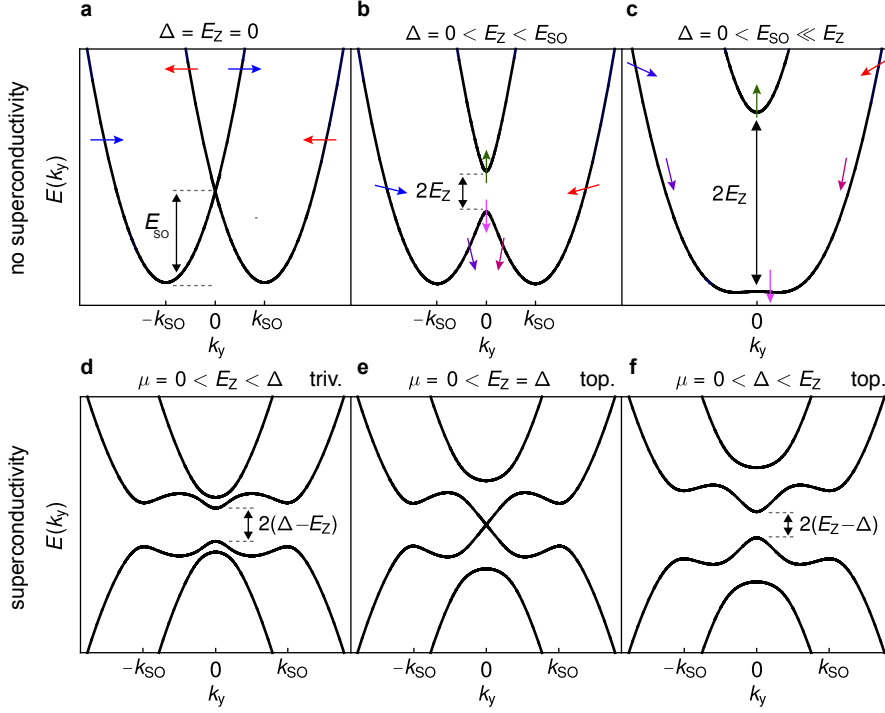 a
Δ = E_Z = 0
b
Δ = 0 < E_Z < E_SO
c
Δ = 0 < E_SO ≪ E_Z
no superconductivity
E(k_y)
E_SO
2E_Z
2E_Z
−k_SO 0 k_SO
k_y
−k_SO 0 k_SO
k_y
0
k_y
d
μ = 0 < E_Z < Δ triv.
e
μ = 0 < E_Z = Δ top.
f
μ = 0 < Δ < E_Z top.
superconductivity
E(k_y)
2(Δ−E_Z)
2(E_Z−Δ)
−k_SO 0 k_SO
k_y
−k_SO 0 k_SO
k_y
−k_SO 0 k_SO
k_y